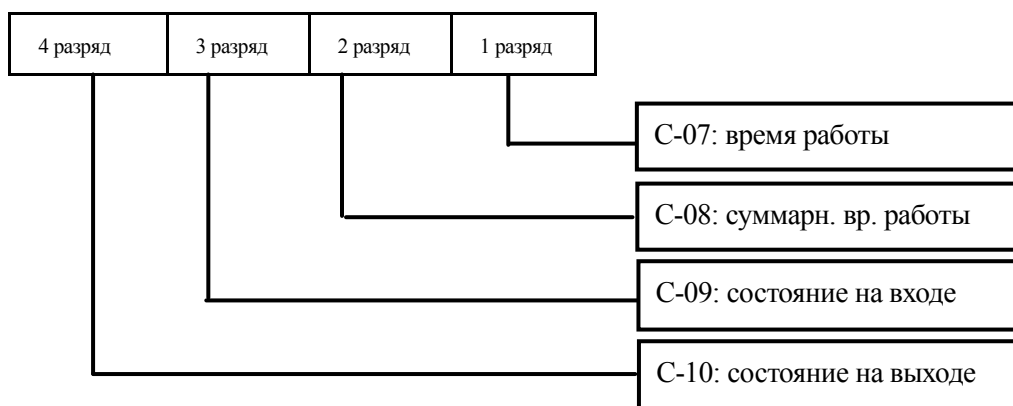 4 разряд 3 разряд 2 разряд 1 разряд
С-07: время работы
С-08: суммарн. вр. работы
С-09: состояние на входе
С-10: состояние на выходе